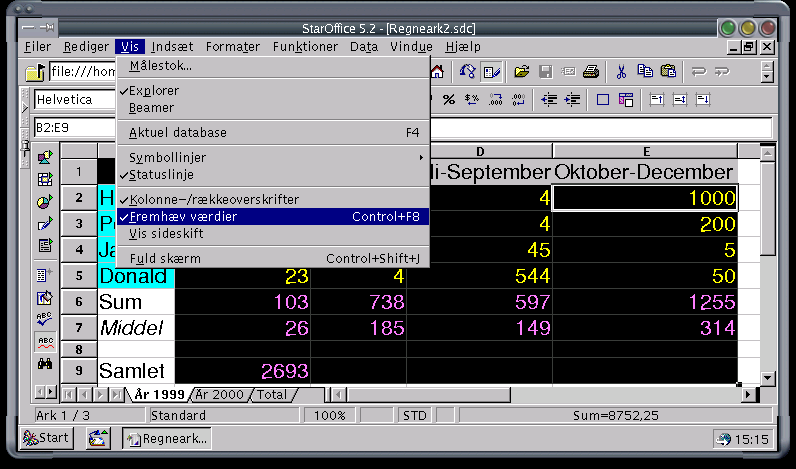 StarOffice 5.2 - [Regneark2.sdc]
Filer Rediger Vis Indsæt Formater Funktioner Data Vindue Hjælp
file:///hom
Målestok...
Helvetica
Explorer
Beamer
B2:E9
Aktuel database F4
Symbollinjer
Statuslinje
D E
1 li-September Oktober-December
Kolonne-/rækkeoverskrifter
2 H 4 1000
Fremhæv værdier Control+F8
3 4 200
Vis sideskift
4 Ja 45 5
Fuld skærm Control+Shift+J
5 Donald 23 4 544 50
6 Sum 103 738 597 1255
7 Middel 26 185 149 314
8
9 Samlet 2693
År 1999 År 2000 Total
Ark 1 / 3 Standard 100% STD Sum=8752,25
Start Regneark... 15:15